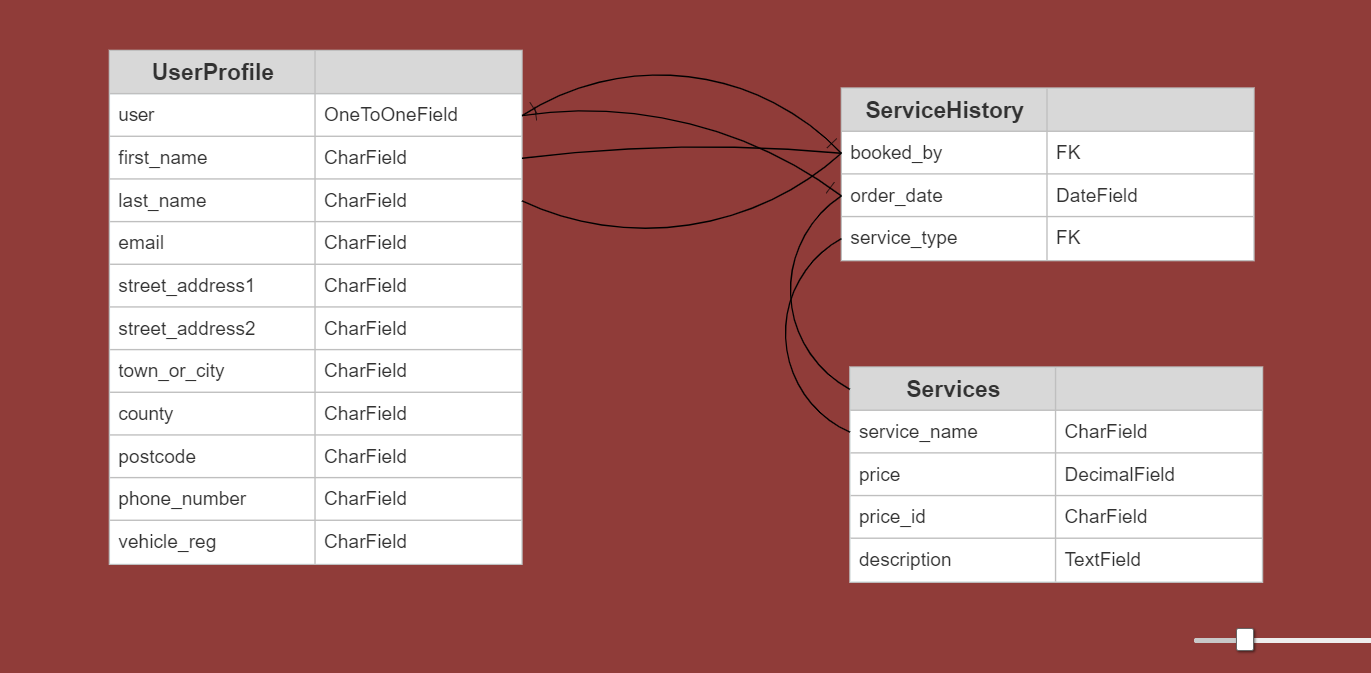 UserProfile
user OneToOneField
first_name CharField
last_name CharField
email CharField
street_address1 CharField
street_address2 CharField
town_or_city CharField
county CharField
postcode CharField
phone_number CharField
vehicle_reg CharField
ServiceHistory
booked_by FK
order_date DateField
service_type FK
Services
service_name CharField
price DecimalField
price_id CharField
description TextField